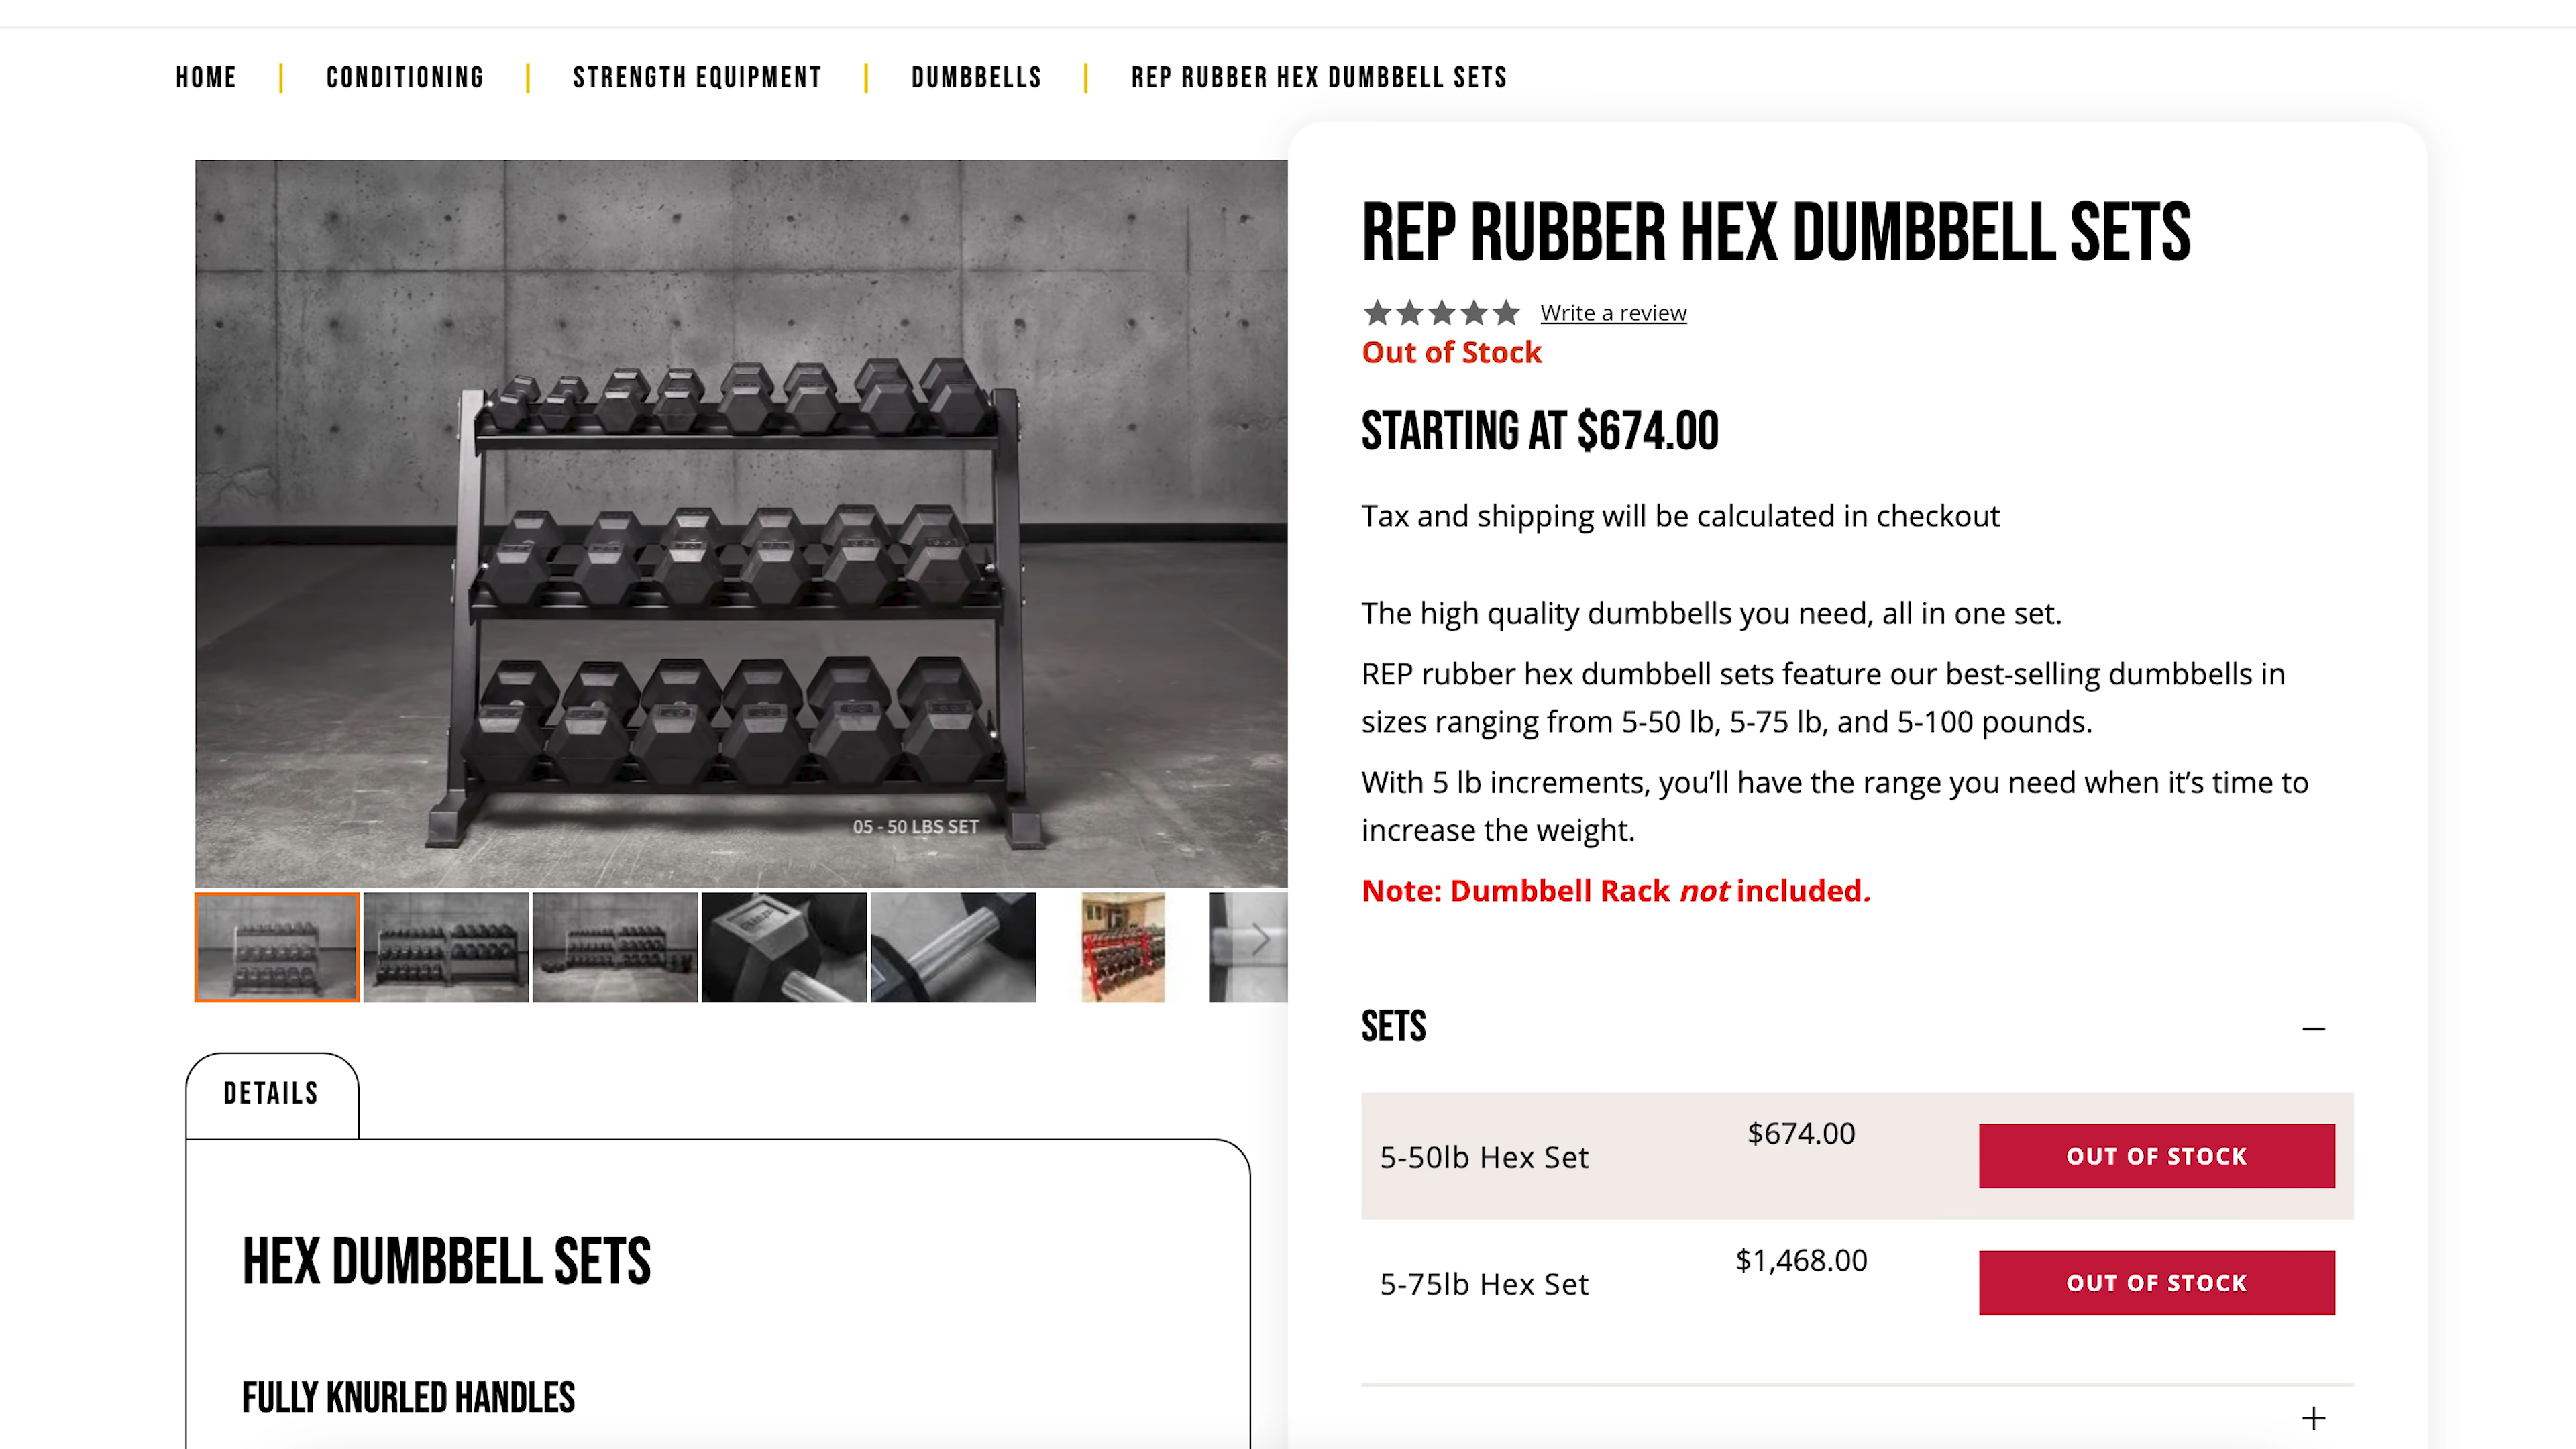 HOME | CONDITIONING | STRENGTH EQUIPMENT | DUMBBELLS | REP RUBBER HEX DUMBBELL SETS
05 - 50 LBS SET
DETAILS
HEX DUMBBELL SETS
FULLY KNURLED HANDLES
REP RUBBER HEX DUMBBELL SETS
Write a review
Out of Stock
STARTING AT $674.00
Tax and shipping will be calculated in checkout
The high quality dumbbells you need, all in one set.
REP rubber hex dumbbell sets feature our best-selling dumbbells in
sizes ranging from 5-50 lb, 5-75 lb, and 5-100 pounds.
With 5 lb increments, you’ll have the range you need when it’s time to
increase the weight.
Note: Dumbbell Rack not included.
SETS
5-50lb Hex Set $674.00 OUT OF STOCK
5-75lb Hex Set $1,468.00 OUT OF STOCK